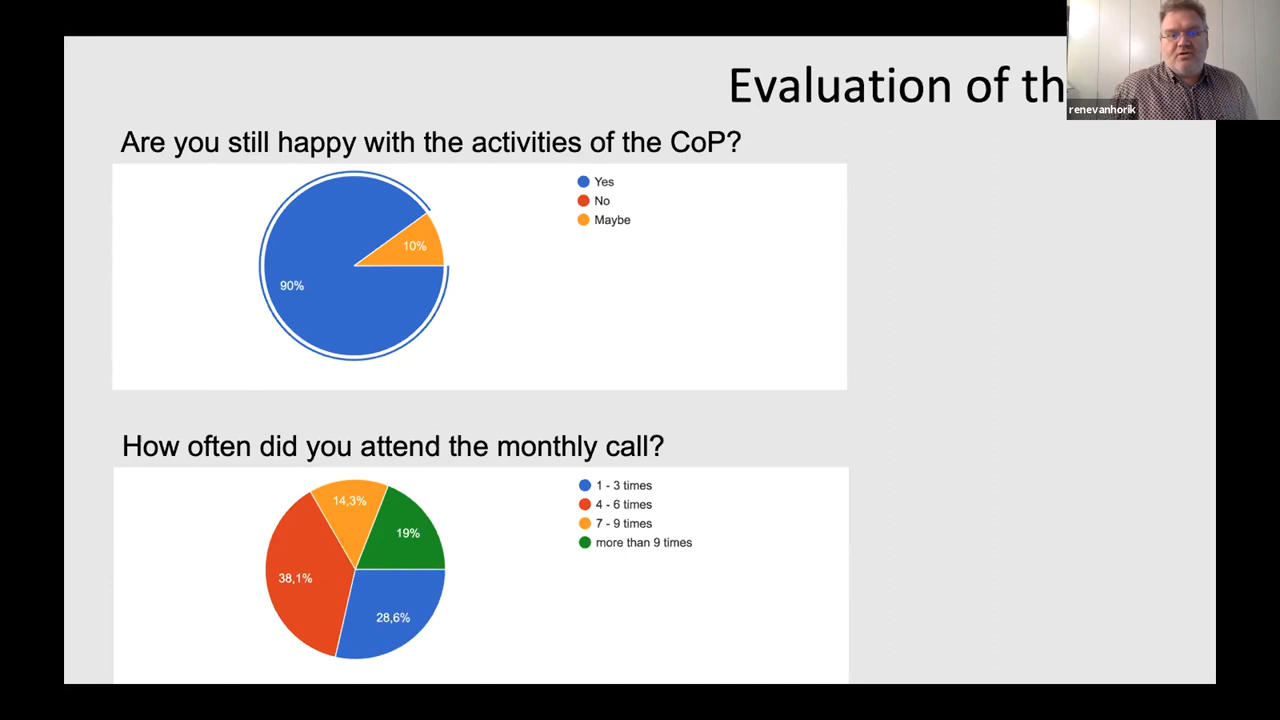 Evaluation of th
renevanhorik
Are you still happy with the activities of the CoP?
Yes
No
Maybe
10%
90%
How often did you attend the monthly call?
1 - 3 times
4 - 6 times
7 - 9 times
more than 9 times
14,3%
19%
38,1%
28,6%